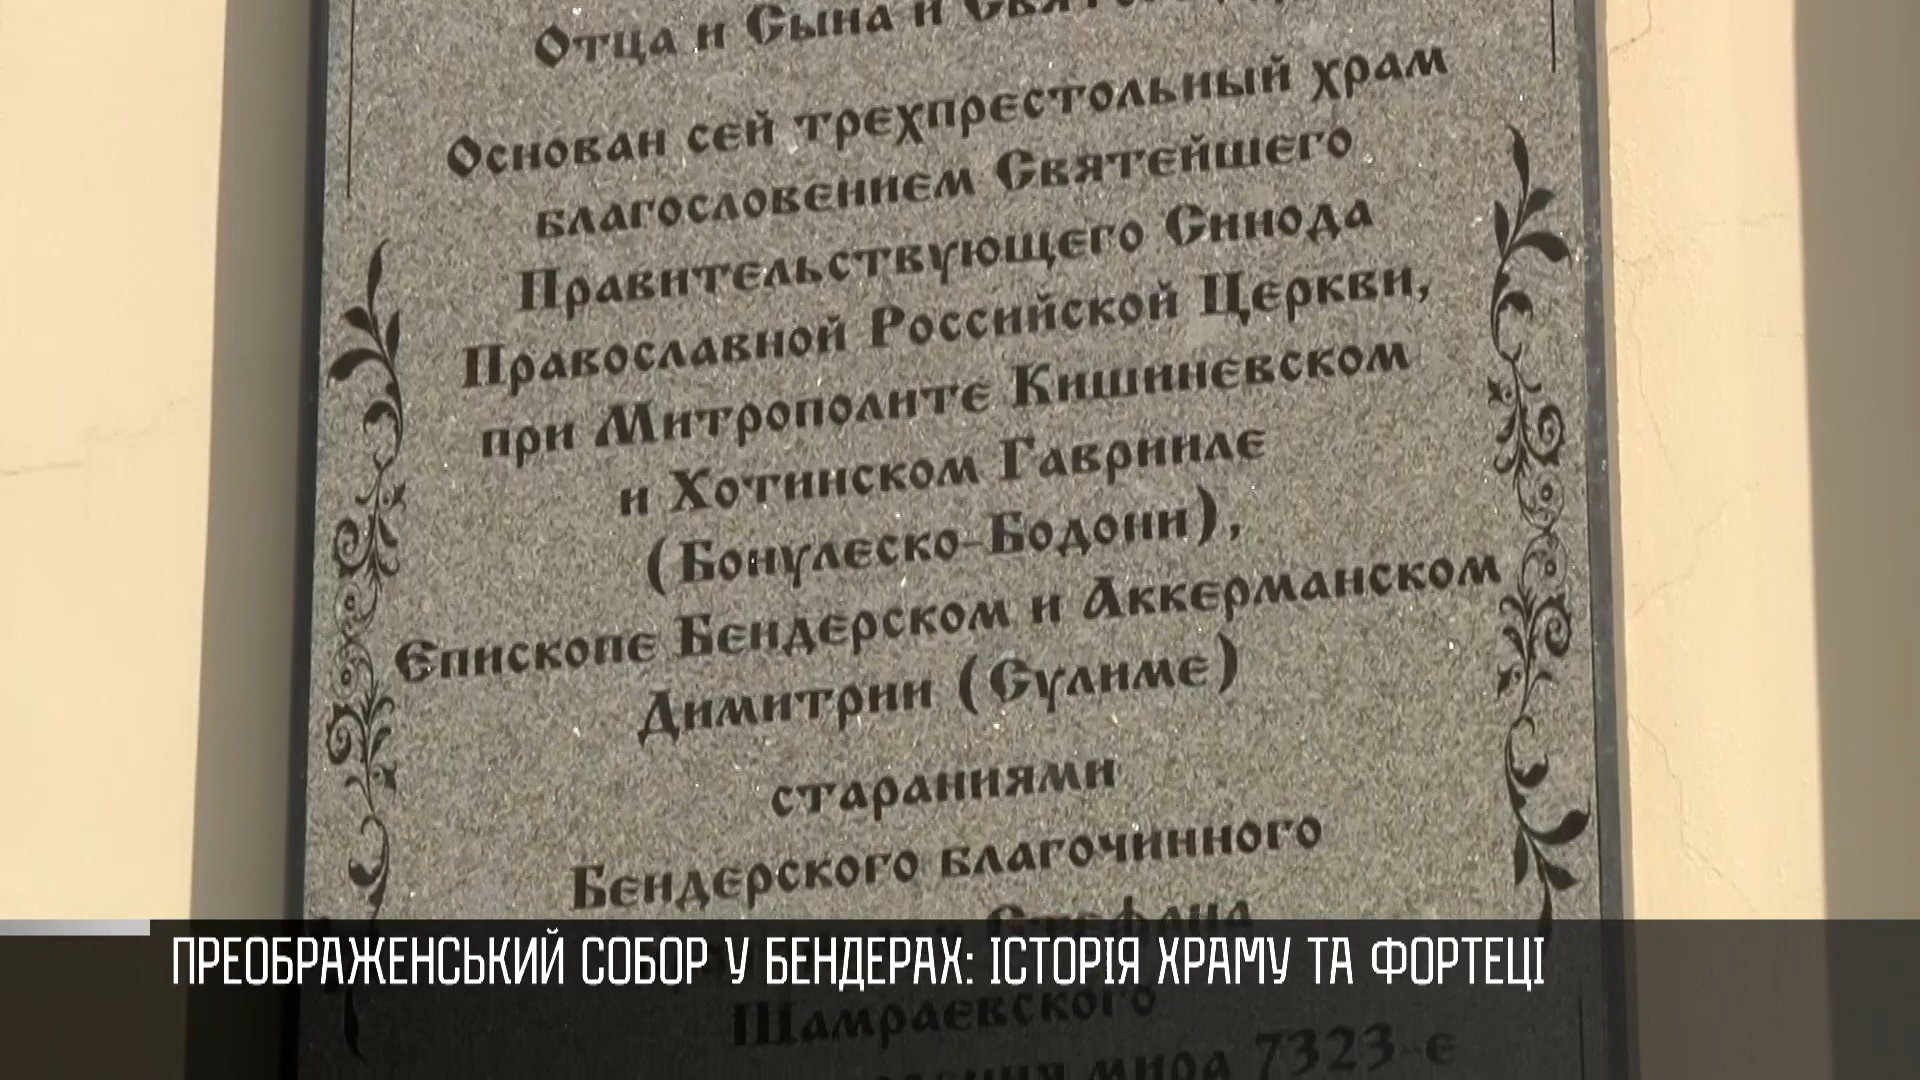 Отца и Сына и
Основан сей трехпрестольный храм
благословением Святейшего
Правительствующего Синода
Православной Российской Церкви,
при Митрополите Кишиневском
и Хотинском Гаврииле
(Бонулеско-Бодони),
Епископе Бендерском и Аккерманском
Димитрии (Сулиме)
стараниями
Бендерского благочинного
Стефана
ПРЕОБРАЖЕНСЬКИЙ СОБОР У БЕНДЕРАХ: ІСТОРІЯ ХРАМУ ТА ФОРТЕЦІ
Шамраевского
мира 7323-е